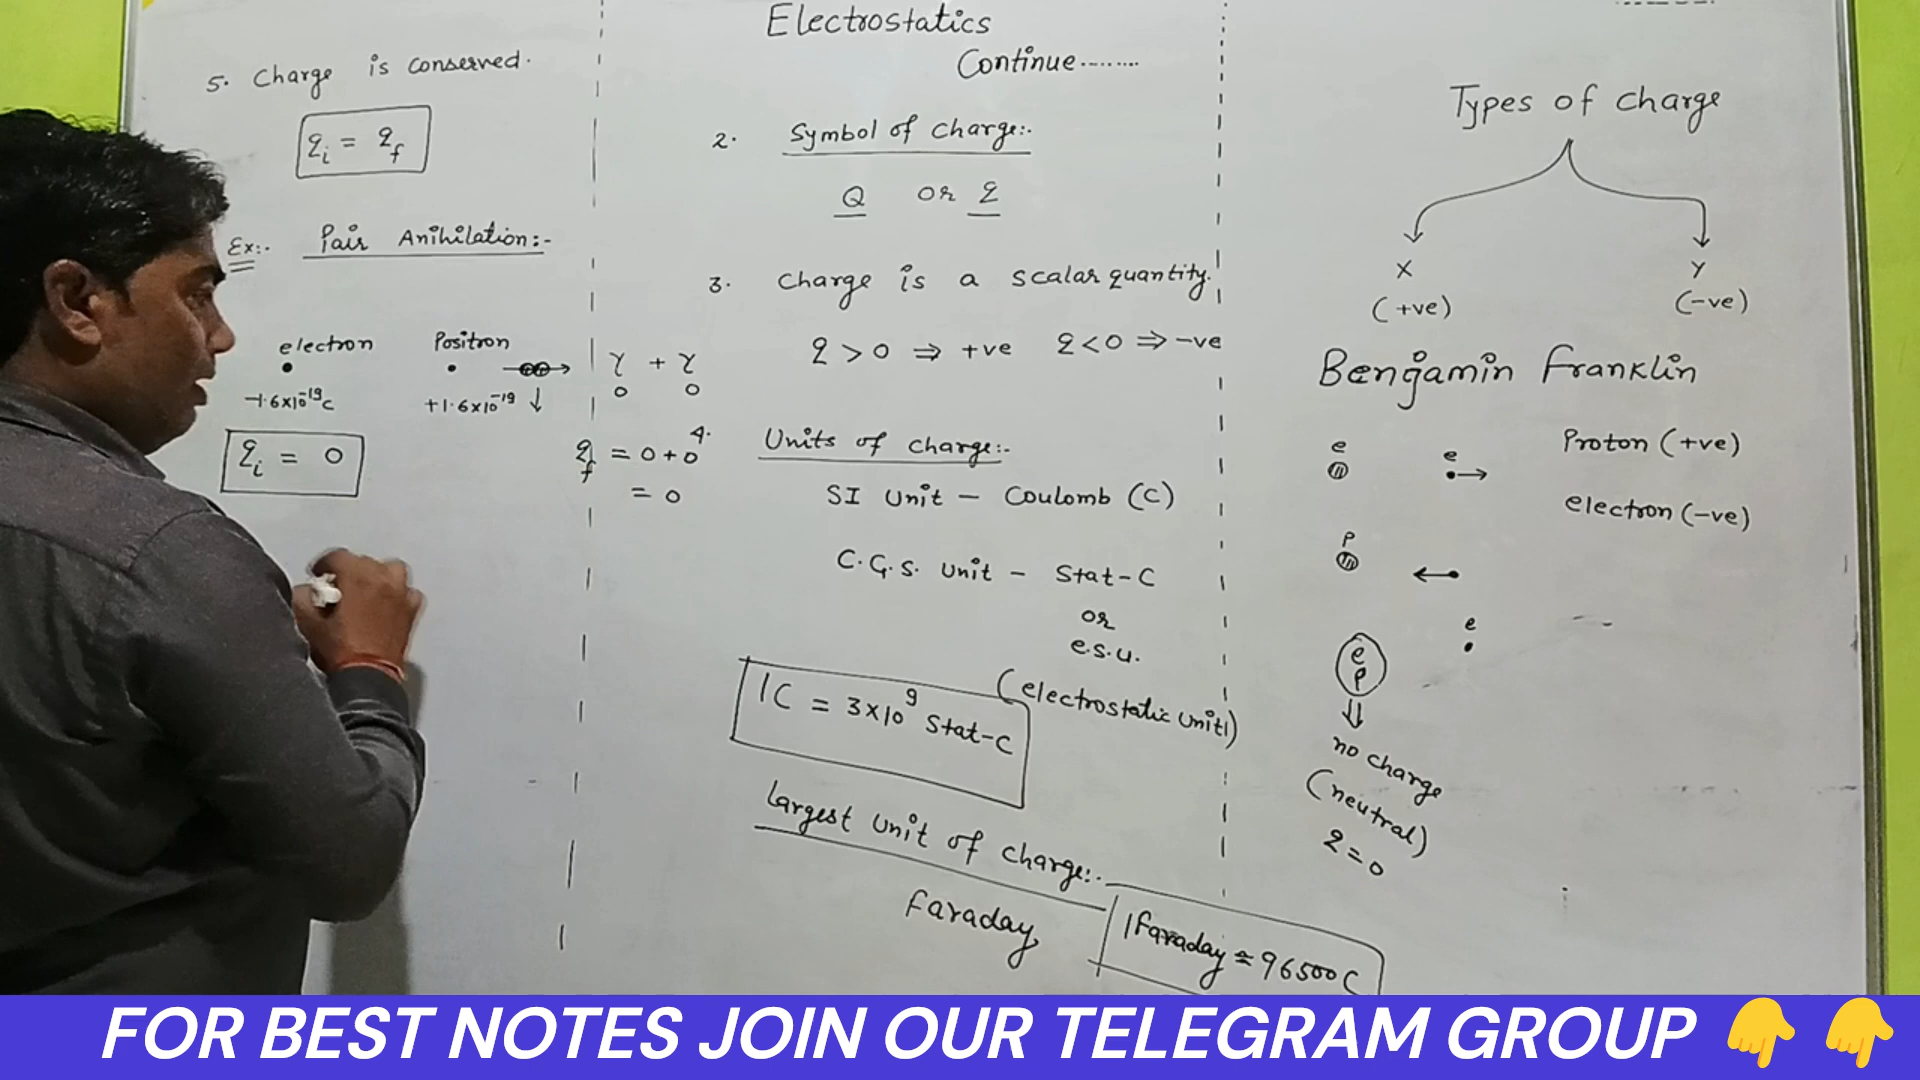 Electrostatics
Continue........
5. Charge is conserved.
qi = qf
Ex:- Pair Anihilation:-
electron Positron
γ + γ
-1.6x10^-19 C +1.6x10^-19 ↓ 0 0
qi = 0
qf = 0+0
= 0
2. Symbol of charge:-
Q or q
3. Charge is a scalar quantity.
q > 0 ⇒ +ve q < 0 ⇒ -ve
4. Units of charge:-
SI Unit - Coulomb (C)
C.G.S. Unit - Stat-C
or
e.s.u.
(electrostatic Unit)
1C = 3x10^9 Stat-C
Largest Unit of charge:-
Faraday
1 Faraday ≃ 96500C
Types of charge
X Y
(+ve) (-ve)
Bengamin Franklin
e e Proton (+ve)
electron (-ve)
P
e
e
P
⇓
no charge
(neutral)
q=0
FOR BEST NOTES JOIN OUR TELEGRAM GROUP 👇 👇